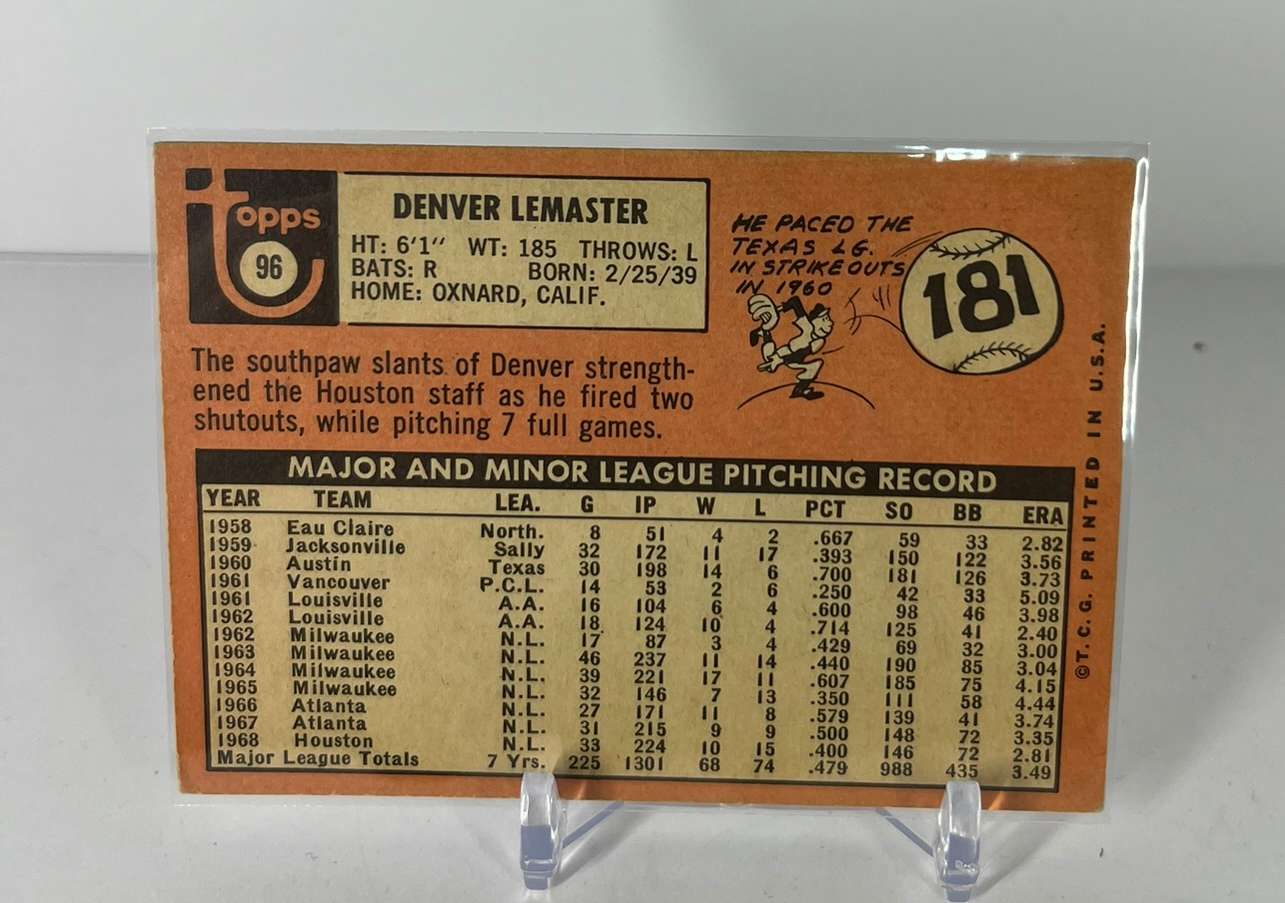 topps
96
DENVER LEMASTER
HT: 6'1" WT: 185 THROWS: L
BATS: R BORN: 2/25/39
HOME: OXNARD, CALIF.
HE PACED THE
TEXAS LG.
IN STRIKEOUTS
IN 1960
181
The southpaw slants of Denver strength-
ened the Houston staff as he fired two
shutouts, while pitching 7 full games.
MAJOR AND MINOR LEAGUE PITCHING RECORD
YEAR TEAM LEA. G IP W L PCT SO BB ERA
1958 Eau Claire North. 8 51 4 2 .667 59 33 2.82
1959 Jacksonville Sally 32 172 11 17 .393 150 122 3.56
1960 Austin Texas 30 198 14 6 .700 181 126 3.73
1961 Vancouver P.C.L. 14 53 2 6 .250 42 33 5.09
1961 Louisville A.A. 16 104 6 4 .600 98 46 3.98
1962 Louisville A.A. 18 124 10 4 .714 125 41 2.40
1962 Milwaukee N.L. 17 87 3 4 .429 69 32 3.00
1963 Milwaukee N.L. 46 237 11 14 .440 190 85 3.04
1964 Milwaukee N.L. 39 221 17 11 .607 185 75 4.15
1965 Milwaukee N.L. 32 146 7 13 .350 111 58 4.44
1966 Atlanta N.L. 27 171 11 8 .579 139 41 3.74
1967 Atlanta N.L. 31 215 9 9 .500 148 72 3.35
1968 Houston N.L. 33 224 10 15 .400 146 72 2.81
Major League Totals 7 Yrs. 225 1301 68 74 .479 988 435 3.49
©T.C.G. PRINTED IN U.S.A.